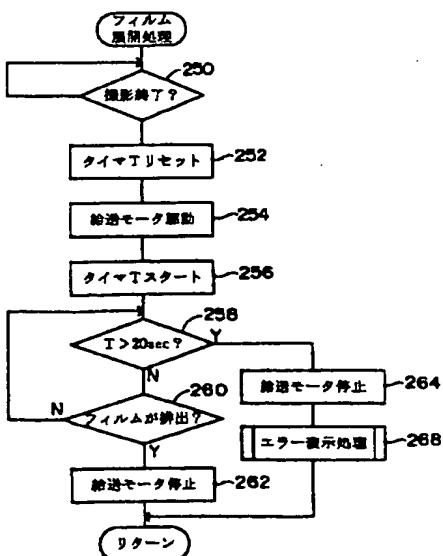 フィルム
展開処理
250
撮影終了？
タイマTリセット
252
給送モータ駆動
254
タイマTスタート
256
258
T＞20sec？
Y
N
260
給送モータ停止
264
N
フィルムが排出？
Y
エラー表示処理
268
給送モータ停止
262
リターン